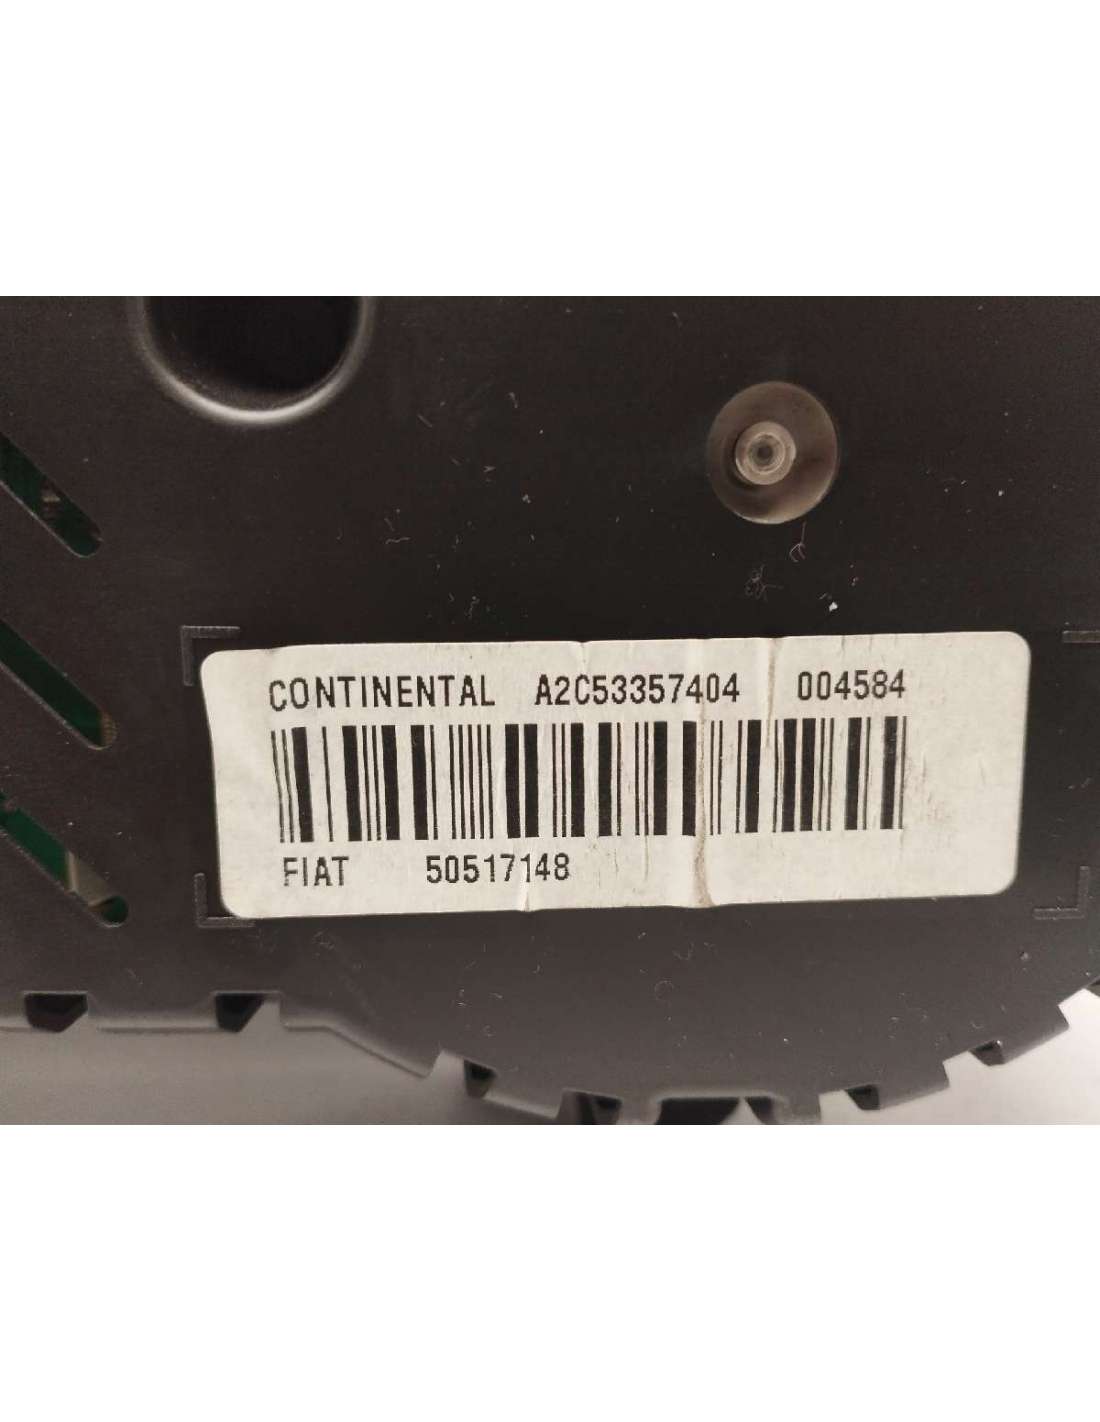 CONTINENTAL A2C53357404 004584
FIAT 50517148